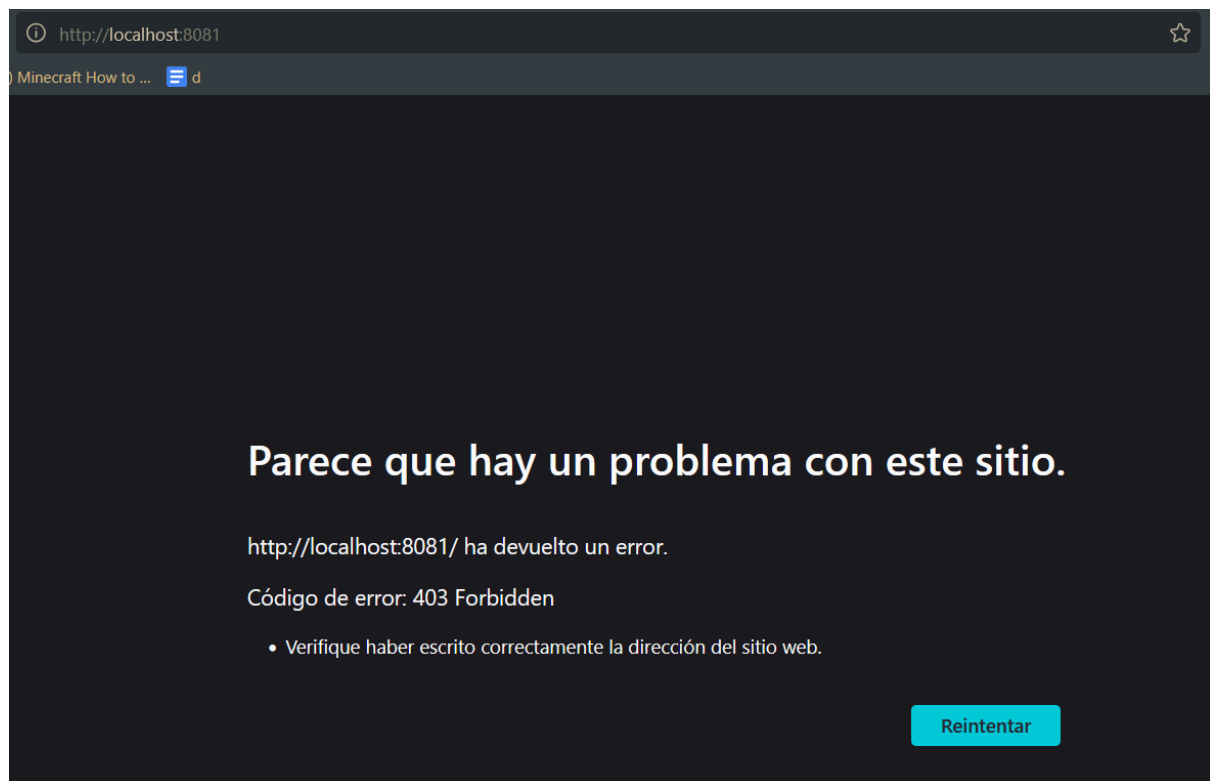 http://localhost:8081
) Minecraft How to ... d
Parece que hay un problema con este sitio.
http://localhost:8081/ ha devuelto un error.
Código de error: 403 Forbidden
• Verifique haber escrito correctamente la dirección del sitio web.
Reintentar